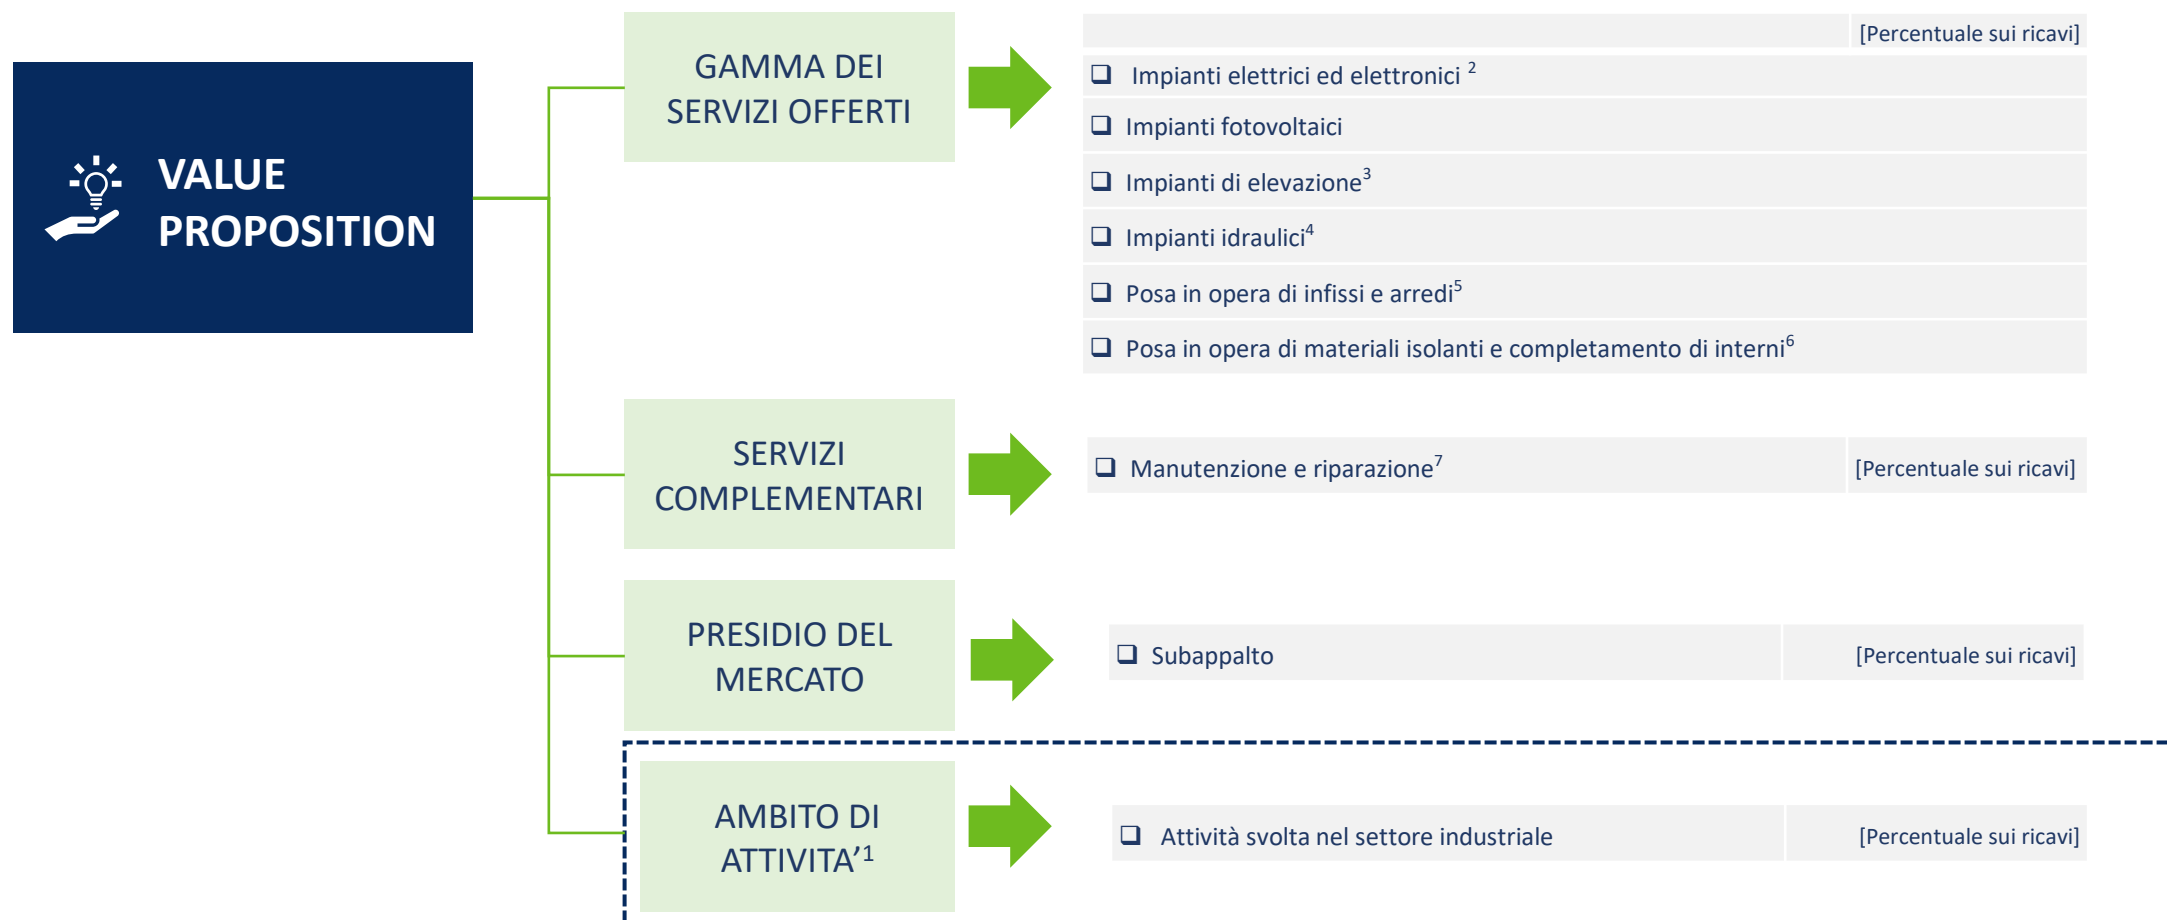 VALUE
PROPOSITION
GAMMA DEI
SERVIZI OFFERTI
[Percentuale sui ricavi]
❑ Impianti elettrici ed elettronici ²
❑ Impianti fotovoltaici
❑ Impianti di elevazione³
❑ Impianti idraulici⁴
❑ Posa in opera di infissi e arredi⁵
❑ Posa in opera di materiali isolanti e completamento di interni⁶
SERVIZI
COMPLEMENTARI
❑ Manutenzione e riparazione⁷ [Percentuale sui ricavi]
PRESIDIO DEL
MERCATO
❑ Subappalto [Percentuale sui ricavi]
AMBITO DI
ATTIVITA’¹
❑ Attività svolta nel settore industriale [Percentuale sui ricavi]